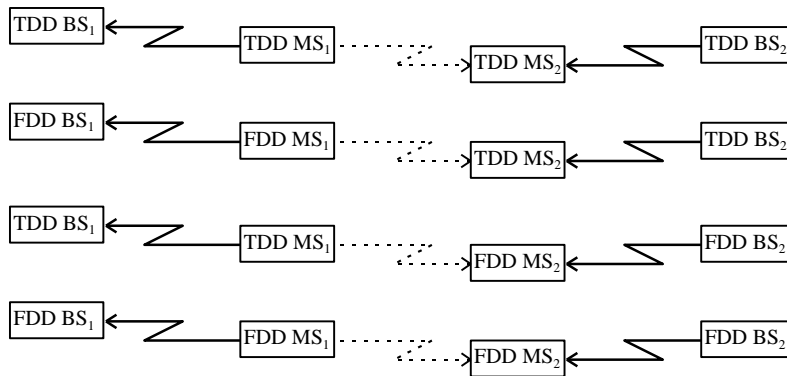 TDD BS₁ TDD MS₁ TDD MS₂ TDD BS₂
FDD BS₁ FDD MS₁ TDD MS₂ TDD BS₂
TDD BS₁ TDD MS₁ FDD MS₂ FDD BS₂
FDD BS₁ FDD MS₁ FDD MS₂ FDD BS₂